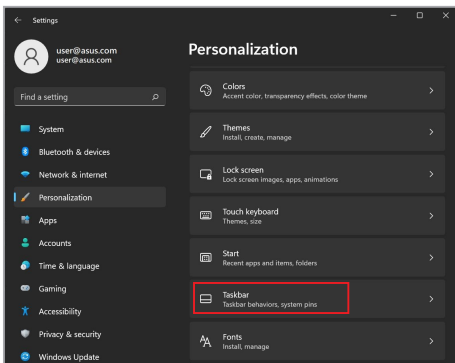 Settings
user@asus.com
user@asus.com
Find a setting
System
Bluetooth & devices
Network & internet
Personalization
Apps
Accounts
Time & language
Gaming
Accessibility
Privacy & security
Windows Update
Personalization
Colors
Accent color, transparency effects, color theme
Themes
Install, create, manage
Lock screen
Lock screen images, apps, animations
Touch keyboard
Themes, size
Start
Recent apps and items, folders
Taskbar
Taskbar behaviors, system pins
Fonts
Install, manage